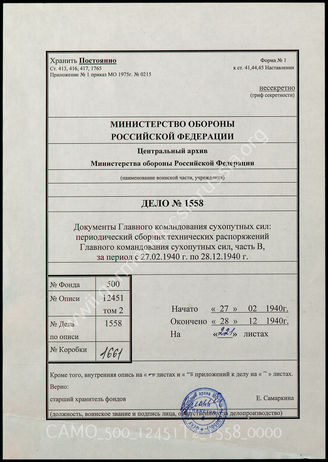 Хранить Постоянно
Ст. 413, 416, 417, 1765
Приложение № 1 приказ МО 1975г. № 0215
Форма № 1
к ст. 41,44,45 Наставления
несекретно
(гриф секретности)
МИНИСТЕРСТВО ОБОРОНЫ
РОССИЙСКОЙ ФЕДЕРАЦИИ
Центральный архив
Министерства обороны Российской Федерации
(наименование воинской части, учреждения)
ДЕЛО № 1558
Документы Главного командования сухопутных сил:
периодический сборник технических распоряжений
Главного командования сухопутных сил, часть В,
за период с 27.02.1940 г. по 28.12.1940 г.
№ Фонда 500
№ Описи 12451
том 2
№ Дела 1558
по описи
№ Коробки 1661
Начато « 27 » 02 1940г.
Окончено « 28 » 12 1940г.
На « 221 » листах
Кроме того, внутренняя опись на « » листах и « » приложений к делу на « » листах.
Верно:
старший хранитель фондов Е. Самаркина
(должность, воинское звание и подпись лица, ответственного за делопроизводство)
CAMO_500_12451_2_1558_0000